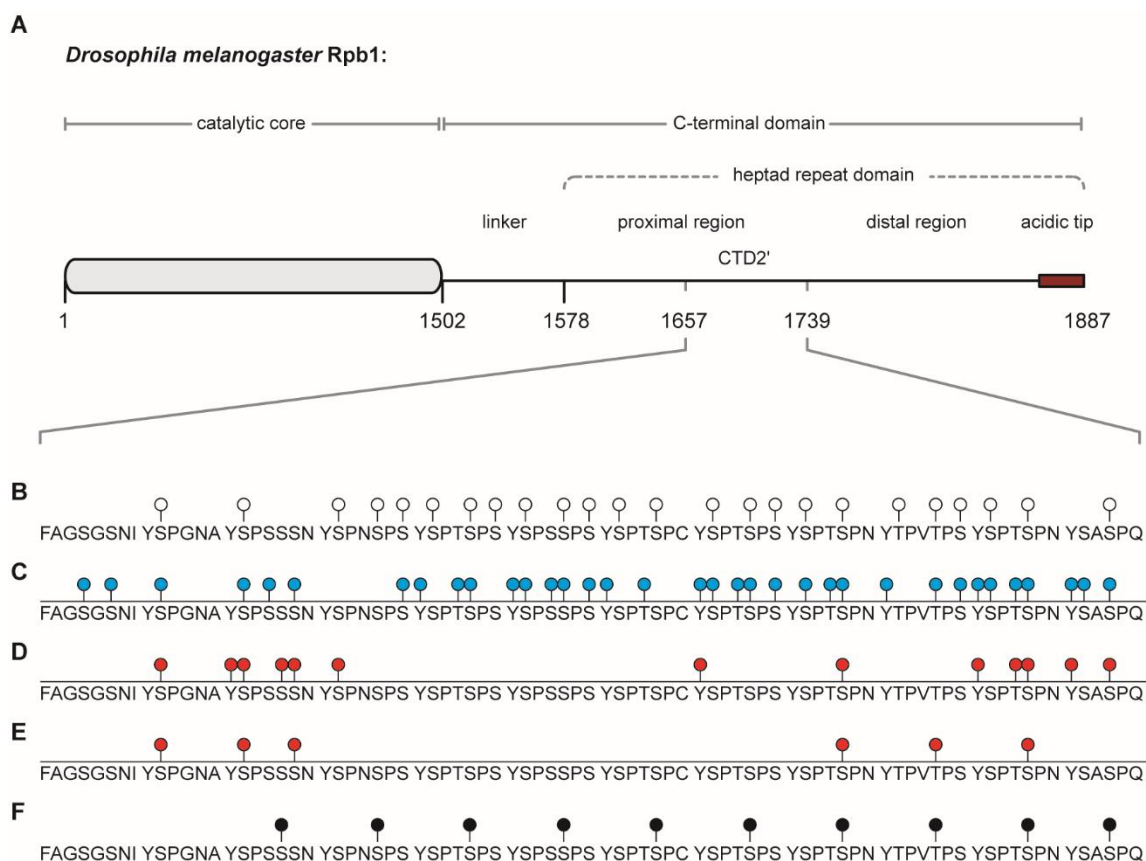 A
Drosophila melanogaster Rpb1:
catalytic core C-terminal domain
heptad repeat domain
linker proximal region distal region acidic tip
CTD2'
1 1502 1578 1657 1739 1887
B
FAGSGSNI YSPGNA YSPSSSN YSPNSPS YSPTSPS YSPSSPS YSPTSPC YSPTSPS YSPTSPN YTPVTPS YSPTSPN YSASPQ
C
FAGSGSNI YSPGNA YSPSSSN YSPNSPS YSPTSPS YSPSSPS YSPTSPC YSPTSPS YSPTSPN YTPVTPS YSPTSPN YSASPQ
D
FAGSGSNI YSPGNA YSPSSSN YSPNSPS YSPTSPS YSPSSPS YSPTSPC YSPTSPS YSPTSPN YTPVTPS YSPTSPN YSASPQ
E
FAGSGSNI YSPGNA YSPSSSN YSPNSPS YSPTSPS YSPSSPS YSPTSPC YSPTSPS YSPTSPN YTPVTPS YSPTSPN YSASPQ
F
FAGSGSNI YSPGNA YSPSSSN YSPNSPS YSPTSPS YSPSSPS YSPTSPC YSPTSPS YSPTSPN YTPVTPS YSPTSPN YSASPQ